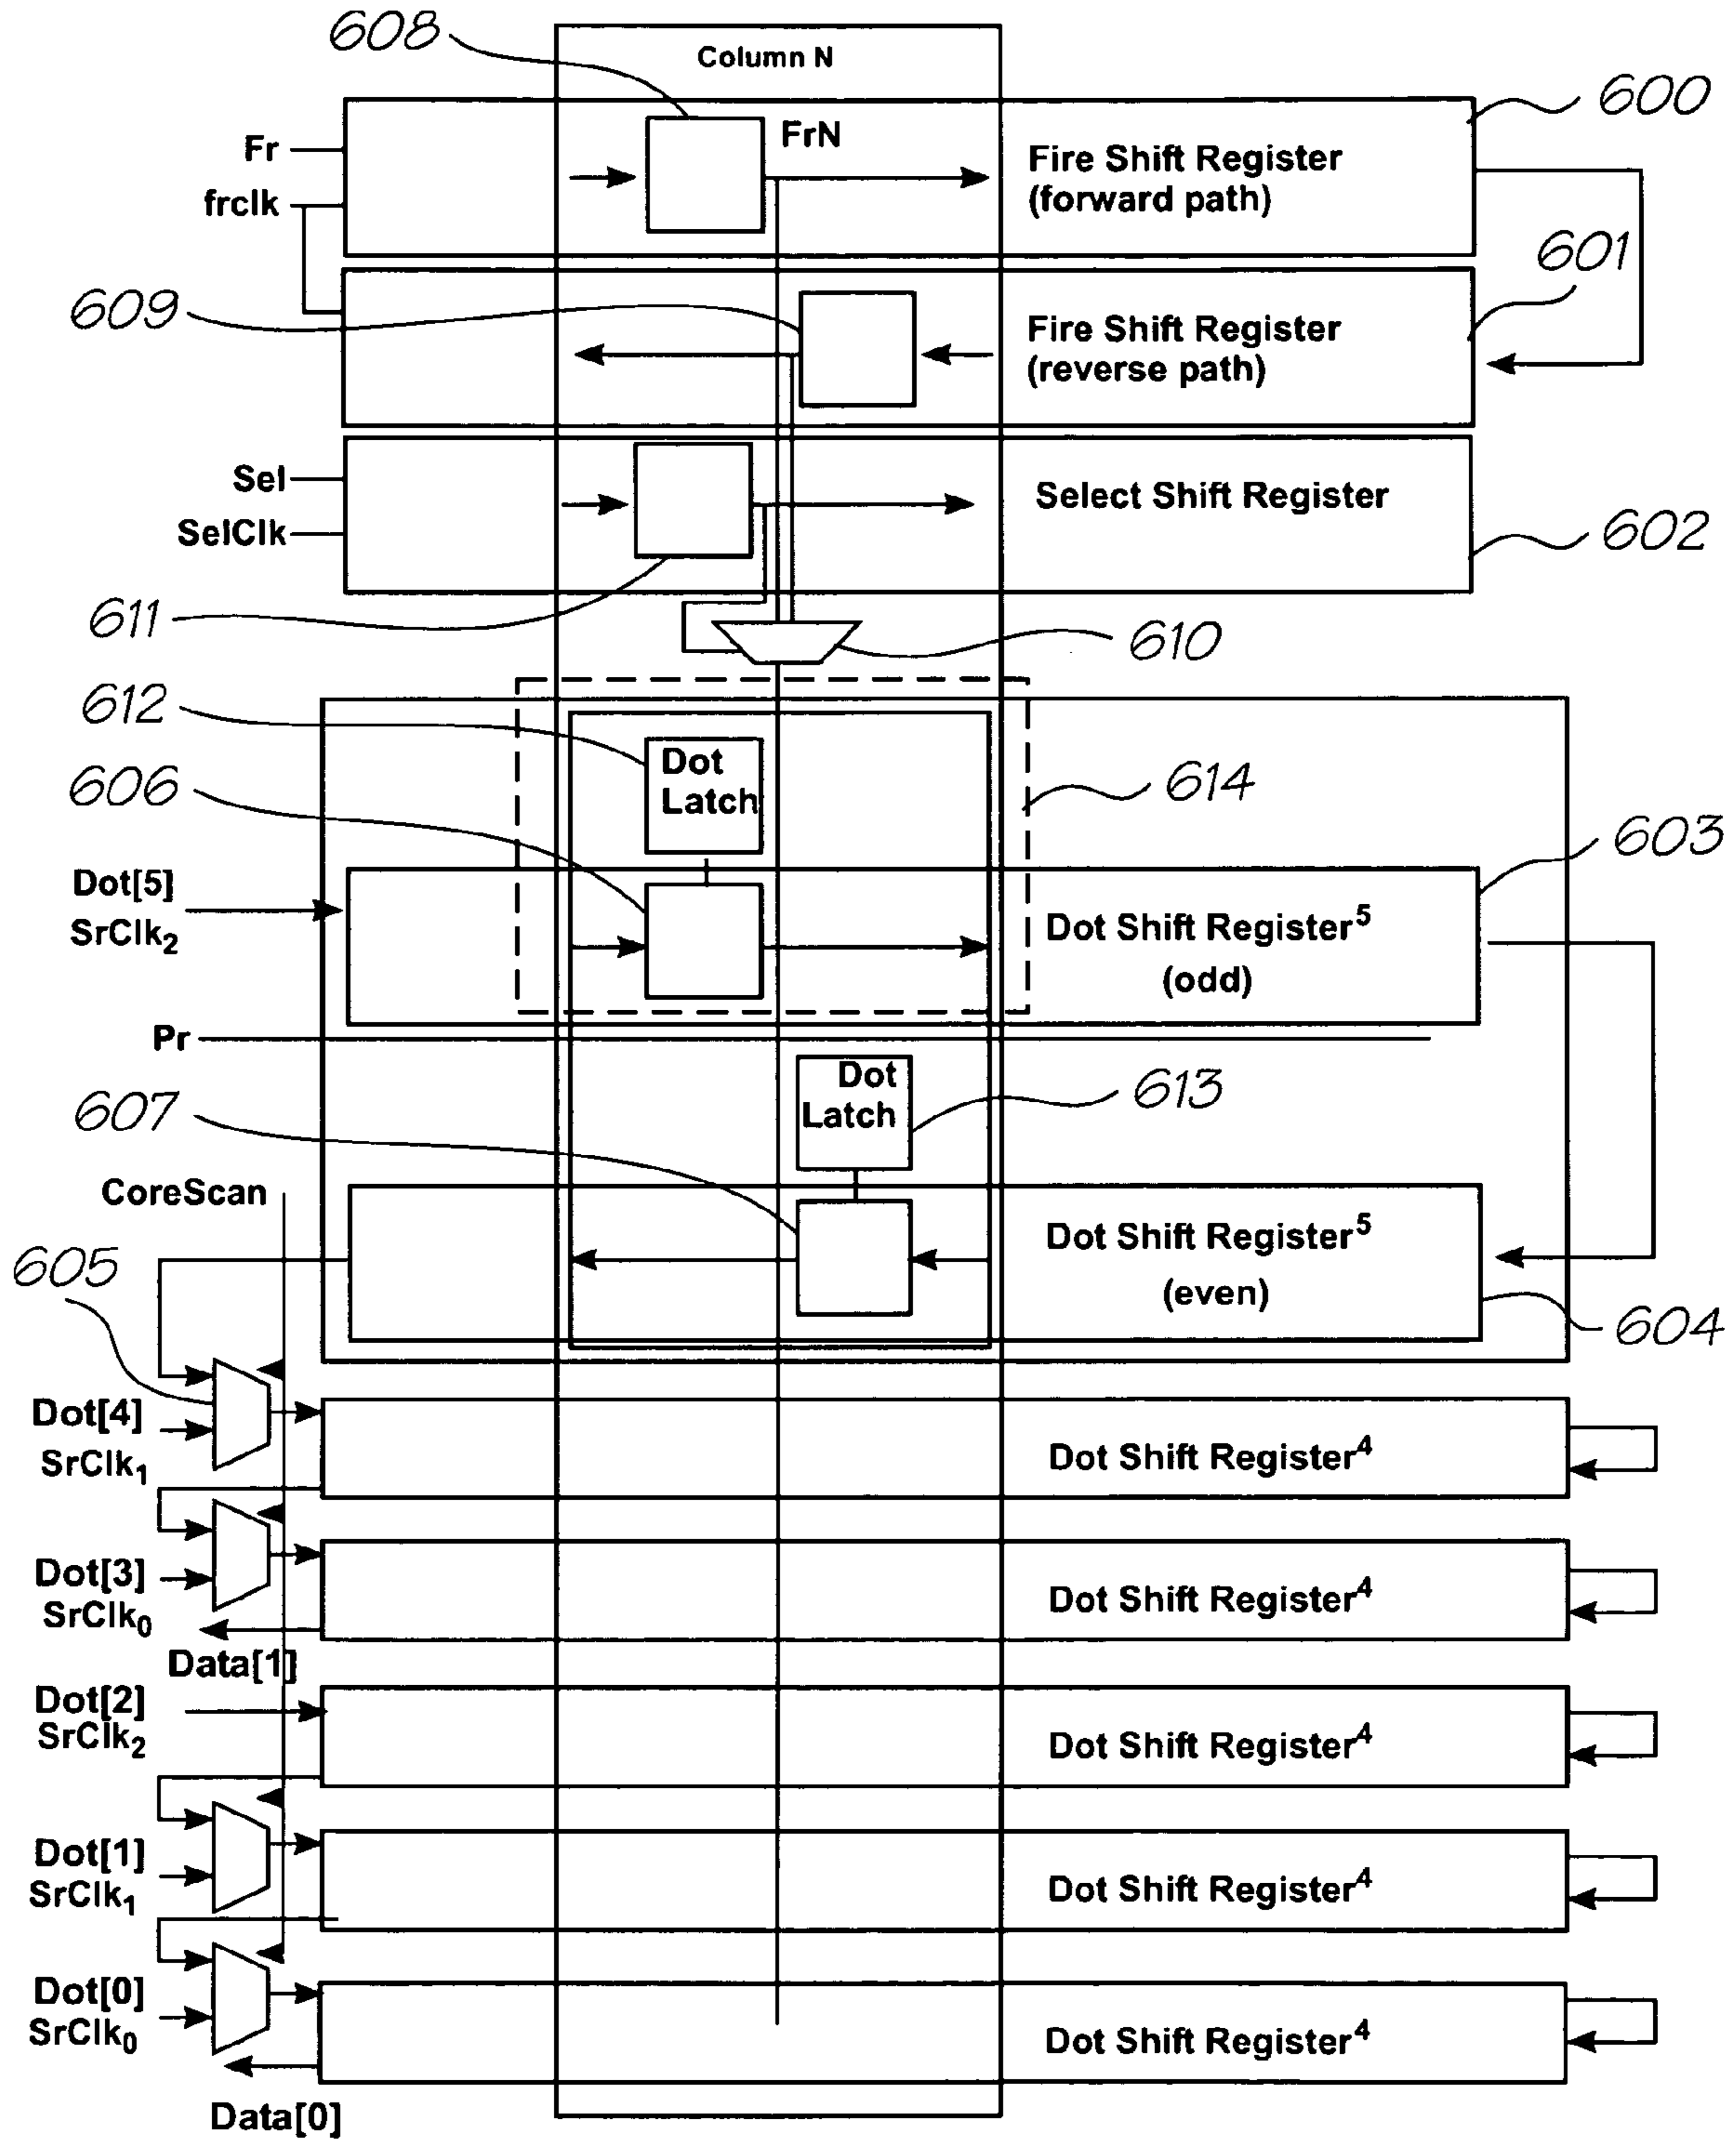 608
Column N
600
Fr
FrN
Fire Shift Register
(forward path)
frclk
601
609
Fire Shift Register
(reverse path)
Sel
Select Shift Register
SelClk
602
611
610
612
Dot
Latch
606
614
603
Dot[5]
SrClk2
Dot Shift Register5
(odd)
Pr
Dot
Latch
613
607
CoreScan
Dot Shift Register5
(even)
605
604
Dot[4]
SrClk1
Dot Shift Register4
Dot[3]
SrClk0
Dot Shift Register4
Data[1]
Dot[2]
SrClk2
Dot Shift Register4
Dot[1]
SrClk1
Dot Shift Register4
Dot[0]
SrClk0
Dot Shift Register4
Data[0]